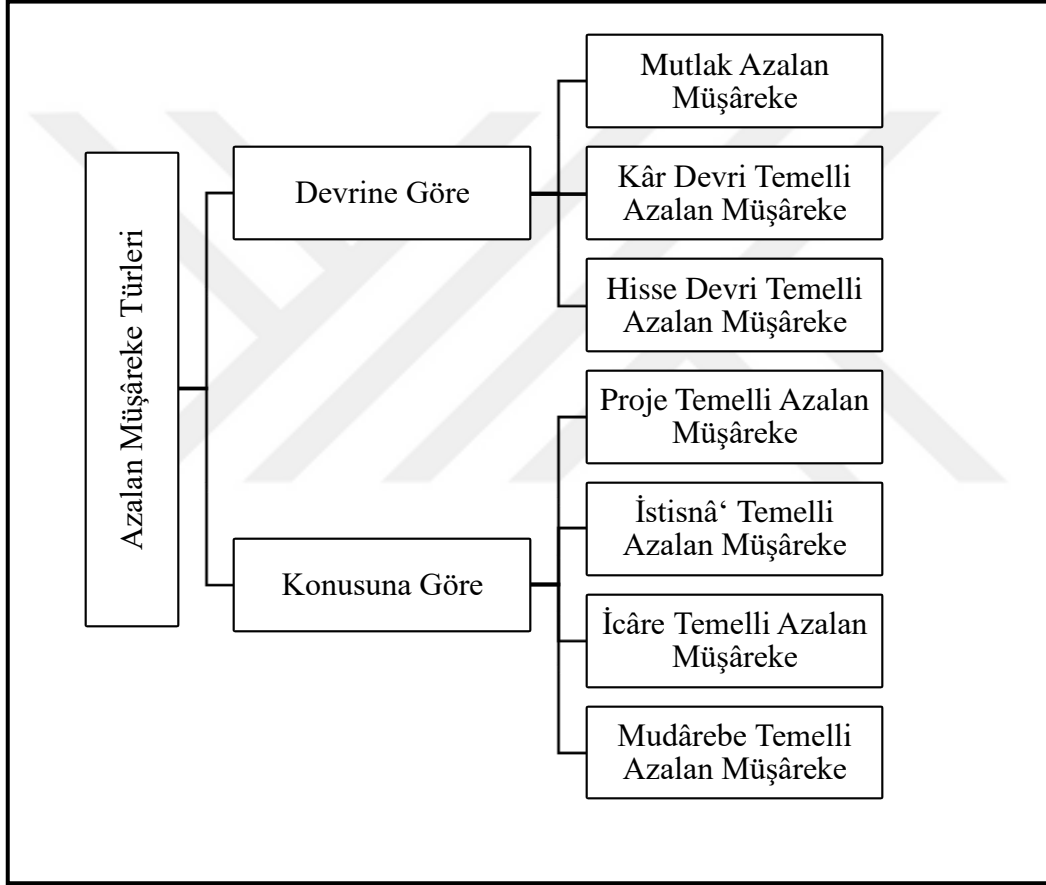 Azalan Müşâreke Türleri
Devrine Göre
Mutlak Azalan
Müşâreke
Kâr Devri Temelli
Azalan Müşâreke
Hisse Devri Temelli
Azalan Müşâreke
Konusuna Göre
Proje Temelli Azalan
Müşâreke
İstisnâ‘ Temelli
Azalan Müşâreke
İcâre Temelli Azalan
Müşâreke
Mudârebe Temelli
Azalan Müşâreke